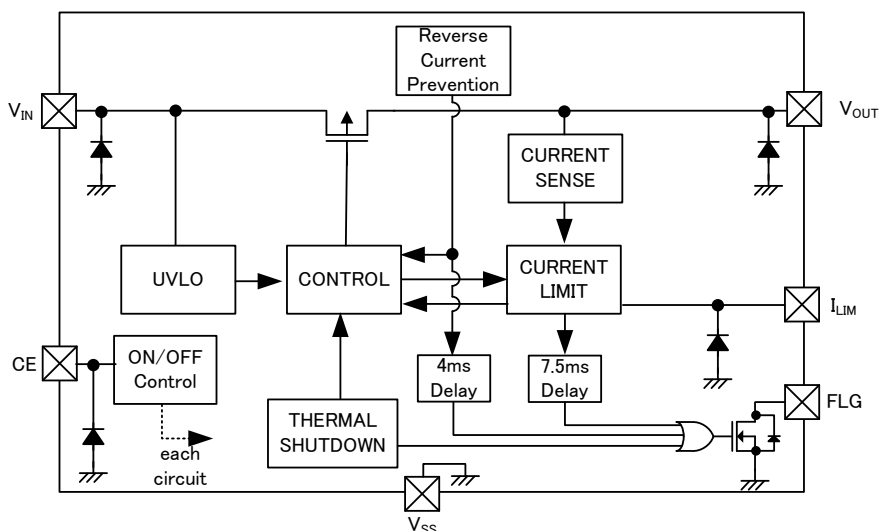 Reverse
Current
Prevention
VIN
VOUT
CURRENT
SENSE
UVLO
CONTROL
CURRENT
LIMIT
ILIM
CE
ON/OFF
Control
4ms
Delay
7.5ms
Delay
FLG
THERMAL
SHUTDOWN
each
circuit
VSS